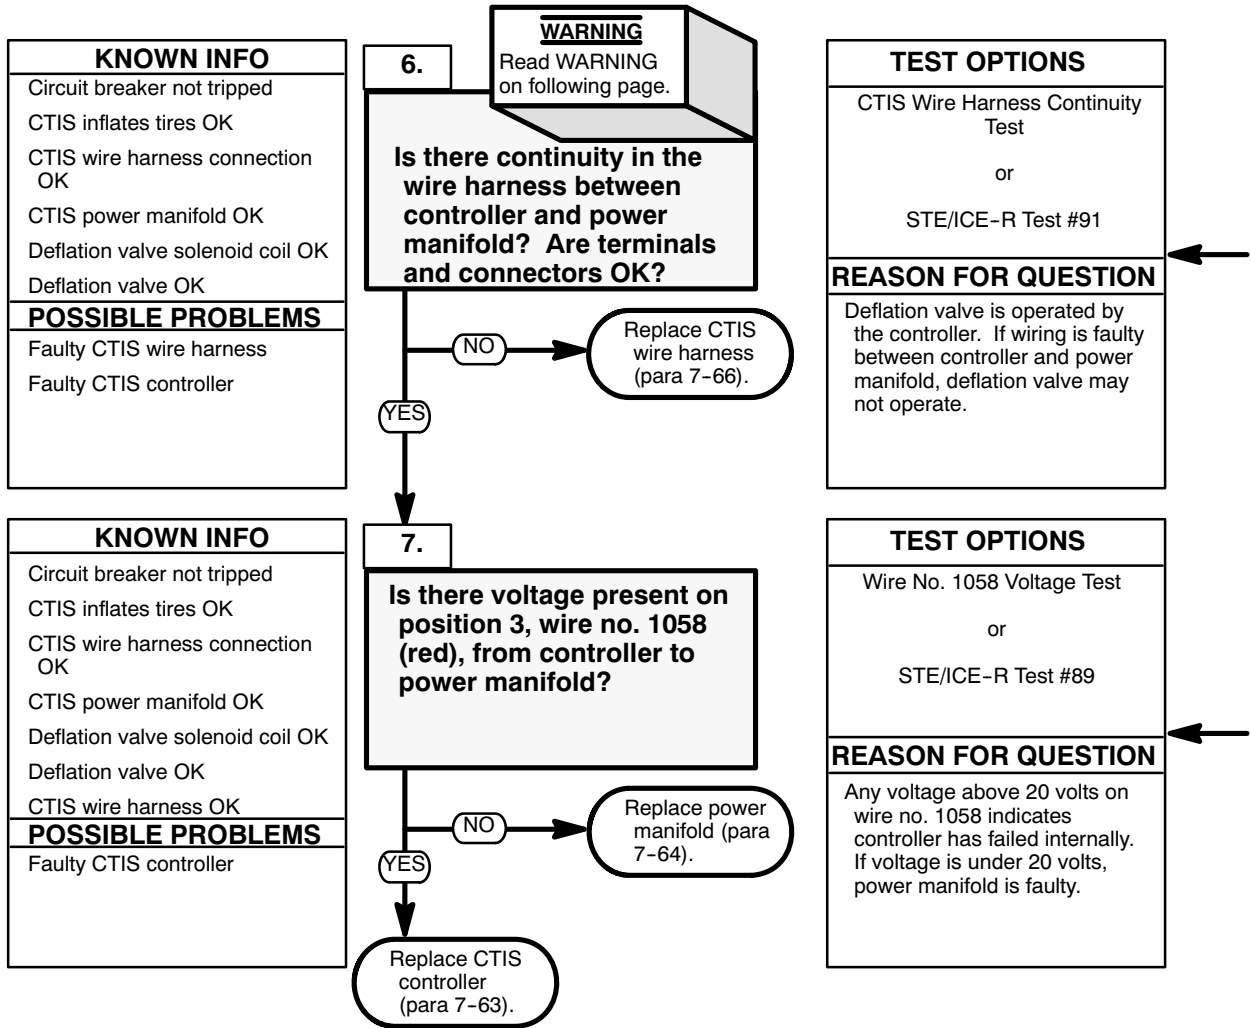 KNOWN INFO
Circuit breaker not tripped
CTIS inflates tires OK
CTIS wire harness connection
OK
CTIS power manifold OK
Deflation valve solenoid coil OK
Deflation valve OK
POSSIBLE PROBLEMS
Faulty CTIS wire harness
Faulty CTIS controller
6.
WARNING
Read WARNING
on following page.
Is there continuity in the
wire harness between
controller and power
manifold? Are terminals
and connectors OK?
NO
Replace CTIS
wire harness
(para 7-66).
YES
TEST OPTIONS
CTIS Wire Harness Continuity
Test
or
STE/ICE-R Test #91
REASON FOR QUESTION
Deflation valve is operated by
the controller. If wiring is faulty
between controller and power
manifold, deflation valve may
not operate.
KNOWN INFO
Circuit breaker not tripped
CTIS inflates tires OK
CTIS wire harness connection
OK
CTIS power manifold OK
Deflation valve solenoid coil OK
Deflation valve OK
CTIS wire harness OK
POSSIBLE PROBLEMS
Faulty CTIS controller
7.
Is there voltage present on
position 3, wire no. 1058
(red), from controller to
power manifold?
NO
Replace power
manifold (para
7-64).
YES
Replace CTIS
controller
(para 7-63).
TEST OPTIONS
Wire No. 1058 Voltage Test
or
STE/ICE-R Test #89
REASON FOR QUESTION
Any voltage above 20 volts on
wire no. 1058 indicates
controller has failed internally.
If voltage is under 20 volts,
power manifold is faulty.